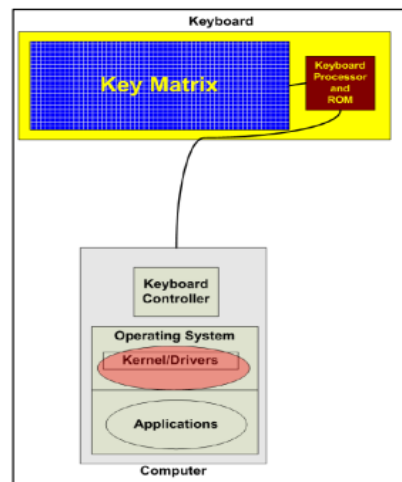 Keyboard
Key Matrix
Keyboard
Processor
and
ROM
Keyboard
Controller
Operating System
Kernel/Drivers
Applications
Computer